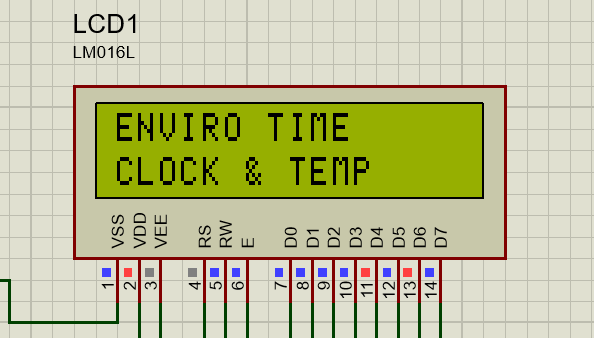 LCD1
LM016L
ENVIRO TIME
CLOCK & TEMP
VSS VDD VEE RS RW E D0 D1 D2 D3 D4 D5 D6 D7
1 2 3 4 5 6 7 8 9 10 11 12 13 14